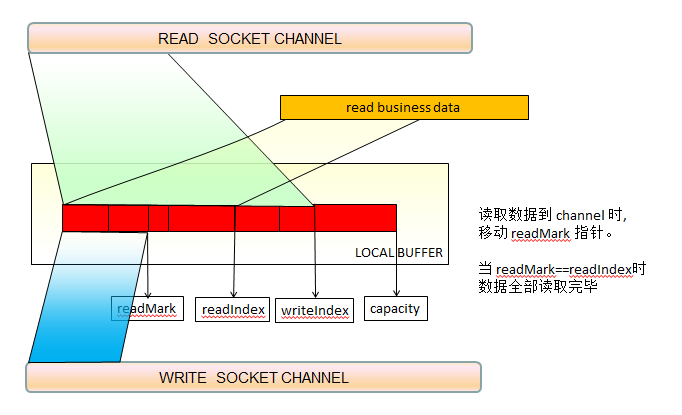 READ SOCKET CHANNEL
read business data
读取数据到 channel 时,
移动 readMark 指针。
当 readMark==readIndex时
数据全部读取完毕
LOCAL BUFFER
readMark
readIndex
writeIndex
capacity
WRITE SOCKET CHANNEL